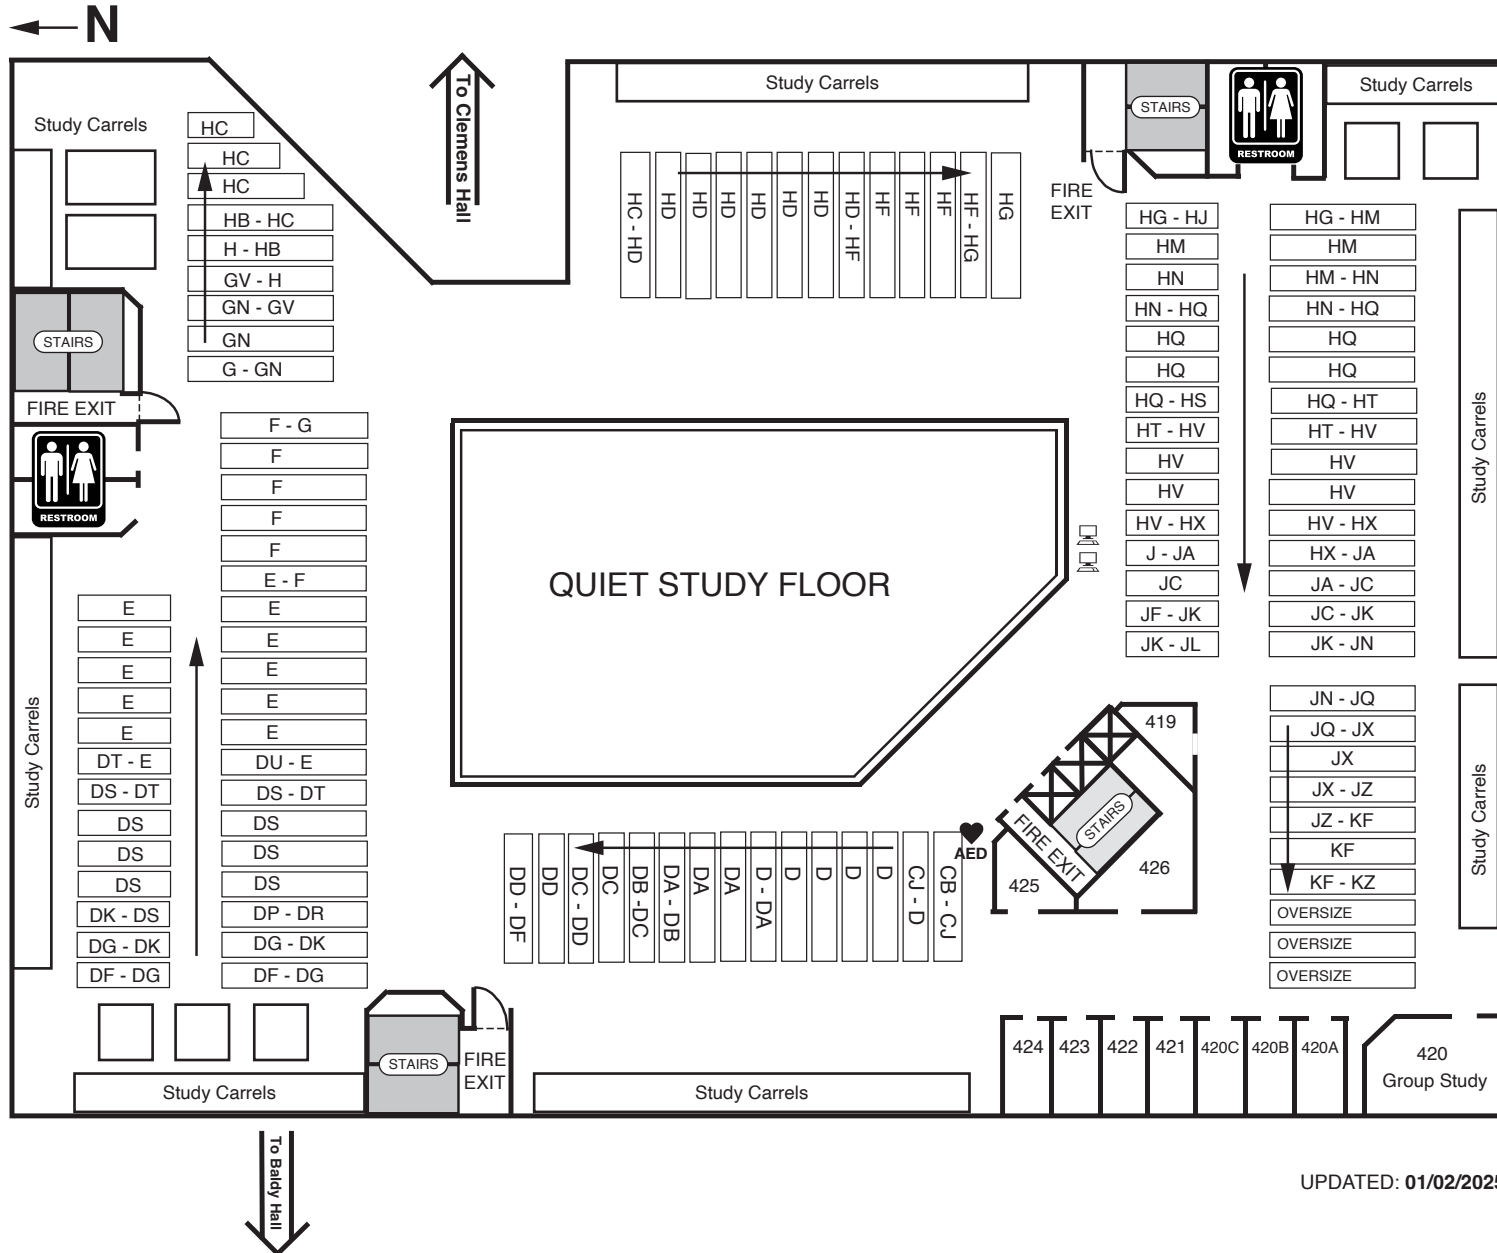 N
To Clemens Hall
Study Carrels
HC
HC
HC
HB - HC
H - HB
GV - H
GN - GV
GN
G - GN
STAIRS
FIRE EXIT
RESTROOM
Study Carrels
HC - HD
HD
HD
HD
HD
HD
HD
HD - HF
HF
HF
HF
HF - HG
HG
STAIRS
FIRE
EXIT
RESTROOM
Study Carrels
F - G
F
F
F
F
E - F
E
E
E
E
E
DU - E
DS - DT
DS
DS
DS
DP - DR
DG - DK
DF - DG
E
E
E
E
E
DT - E
DS - DT
DS
DS
DS
DK - DS
DG - DK
DF - DG
Study Carrels
QUIET STUDY FLOOR
HG - HJ
HM
HN
HN - HQ
HQ
HQ
HQ - HS
HT - HV
HV
HV
HV - HX
J - JA
JC
JF - JK
JK - JL
HG - HM
HM
HM - HN
HN - HQ
HQ
HQ
HQ - HT
HT - HV
HV
HV
HV - HX
HX - JA
JA - JC
JC - JK
JK - JN
Study Carrels
JN - JQ
JQ - JX
JX
JX - JZ
JZ - KF
KF
KF - KZ
OVERSIZE
OVERSIZE
OVERSIZE
Study Carrels
419
STAIRS
FIRE EXIT
426
425
AED
DD - DF
DD
DC - DD
DC
DB -DC
DA - DB
DA
DA
D - DA
D
D
D
D
CJ - D
CB - CJ
STAIRS
FIRE
EXIT
Study Carrels
Study Carrels
424
423
422
421
420C
420B
420A
420
Group Study
To Baldy Hall
UPDATED: 01/02/2025